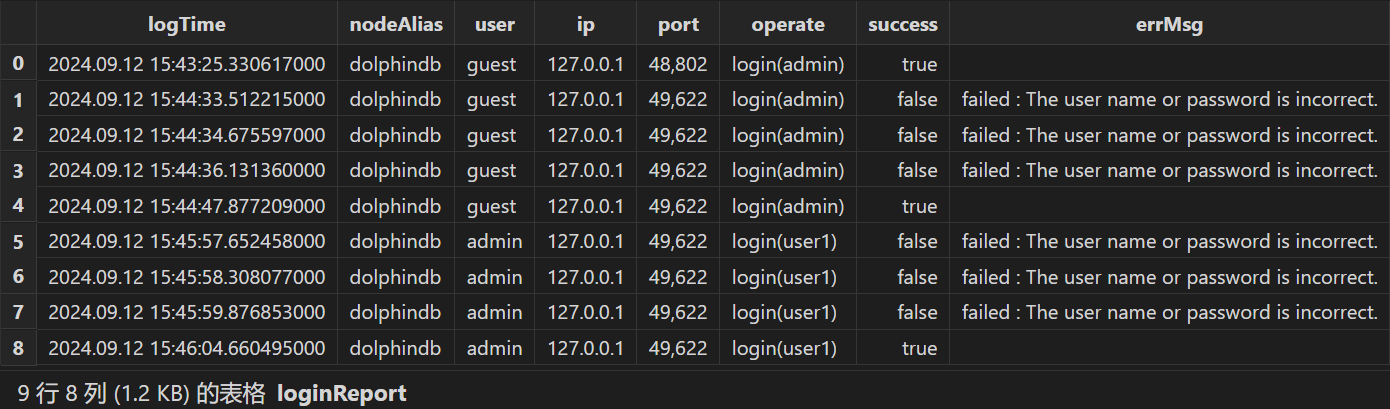 logTime nodeAlias user ip port operate success errMsg
0 2024.09.12 15:43:25.330617000 dolphindb guest 127.0.0.1 48,802 login(admin) true
1 2024.09.12 15:44:33.512215000 dolphindb guest 127.0.0.1 49,622 login(admin) false failed : The user name or password is incorrect.
2 2024.09.12 15:44:34.675597000 dolphindb guest 127.0.0.1 49,622 login(admin) false failed : The user name or password is incorrect.
3 2024.09.12 15:44:36.131360000 dolphindb guest 127.0.0.1 49,622 login(admin) false failed : The user name or password is incorrect.
4 2024.09.12 15:44:47.877209000 dolphindb guest 127.0.0.1 49,622 login(admin) true
5 2024.09.12 15:45:57.652458000 dolphindb admin 127.0.0.1 49,622 login(user1) false failed : The user name or password is incorrect.
6 2024.09.12 15:45:58.308077000 dolphindb admin 127.0.0.1 49,622 login(user1) false failed : The user name or password is incorrect.
7 2024.09.12 15:45:59.876853000 dolphindb admin 127.0.0.1 49,622 login(user1) false failed : The user name or password is incorrect.
8 2024.09.12 15:46:04.660495000 dolphindb admin 127.0.0.1 49,622 login(user1) true
9 行 8 列 (1.2 KB) 的表格 loginReport